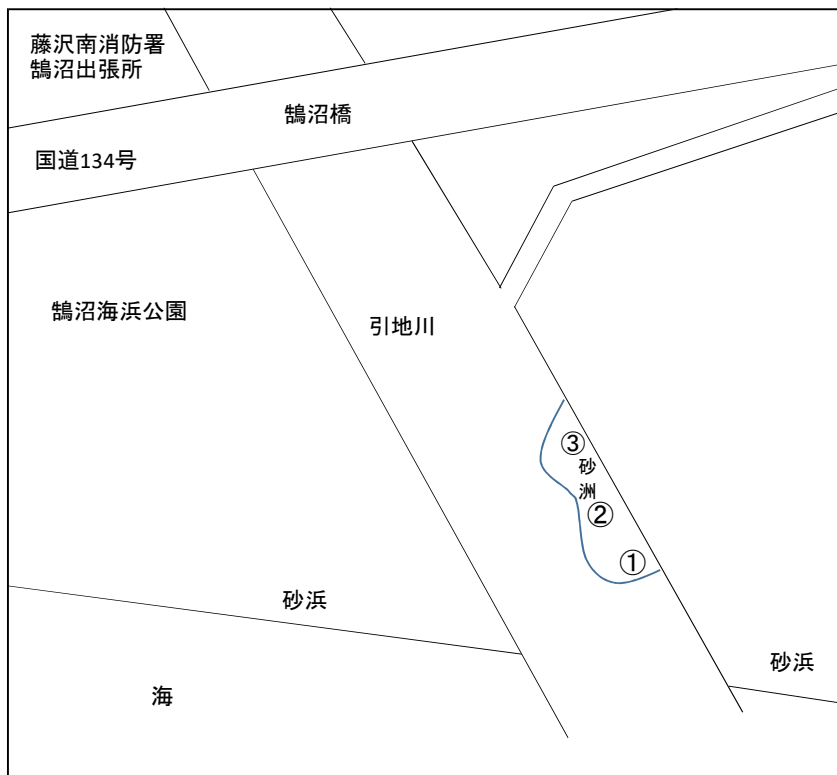 藤沢南消防署
鵠沼出張所
鵠沼橋
国道134号
鵠沼海浜公園
引地川
③
砂
洲
②
①
砂浜
砂浜
海